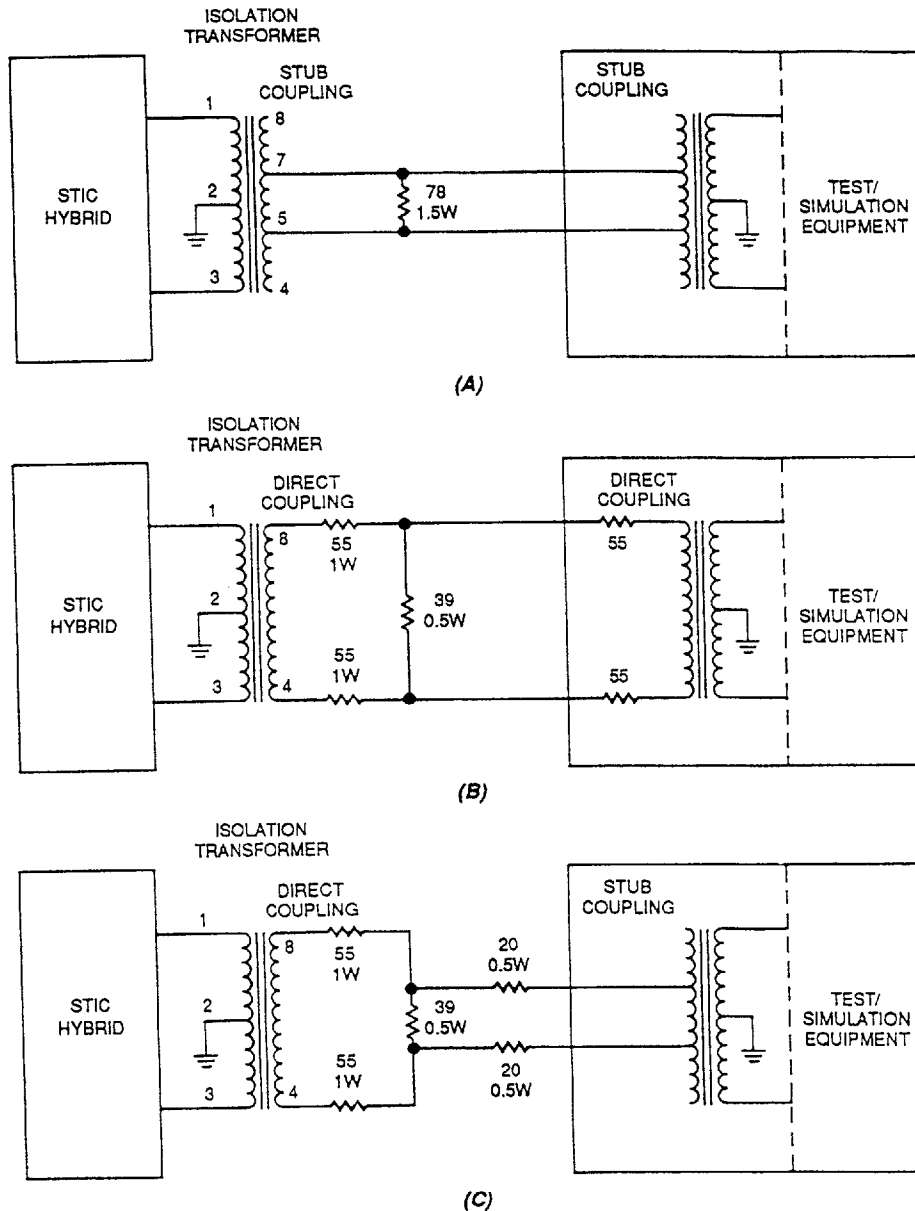 ISOLATION
TRANSFORMER
STUB
COUPLING
STUB
COUPLING
1
8
7
2
5
3
4
STIC
HYBRID
78
1.5W
TEST/
SIMULATION
EQUIPMENT
(A)
ISOLATION
TRANSFORMER
DIRECT
COUPLING
DIRECT
COUPLING
1
8
55
1W
55
STIC
HYBRID
2
39
0.5W
TEST/
SIMULATION
EQUIPMENT
55
1W
55
3
4
(B)
ISOLATION
TRANSFORMER
DIRECT
COUPLING
STUB
COUPLING
1
8
55
1W
20
0.5W
STIC
HYBRID
2
39
0.5W
TEST/
SIMULATION
EQUIPMENT
55
1W
20
0.5W
3
4
(C)